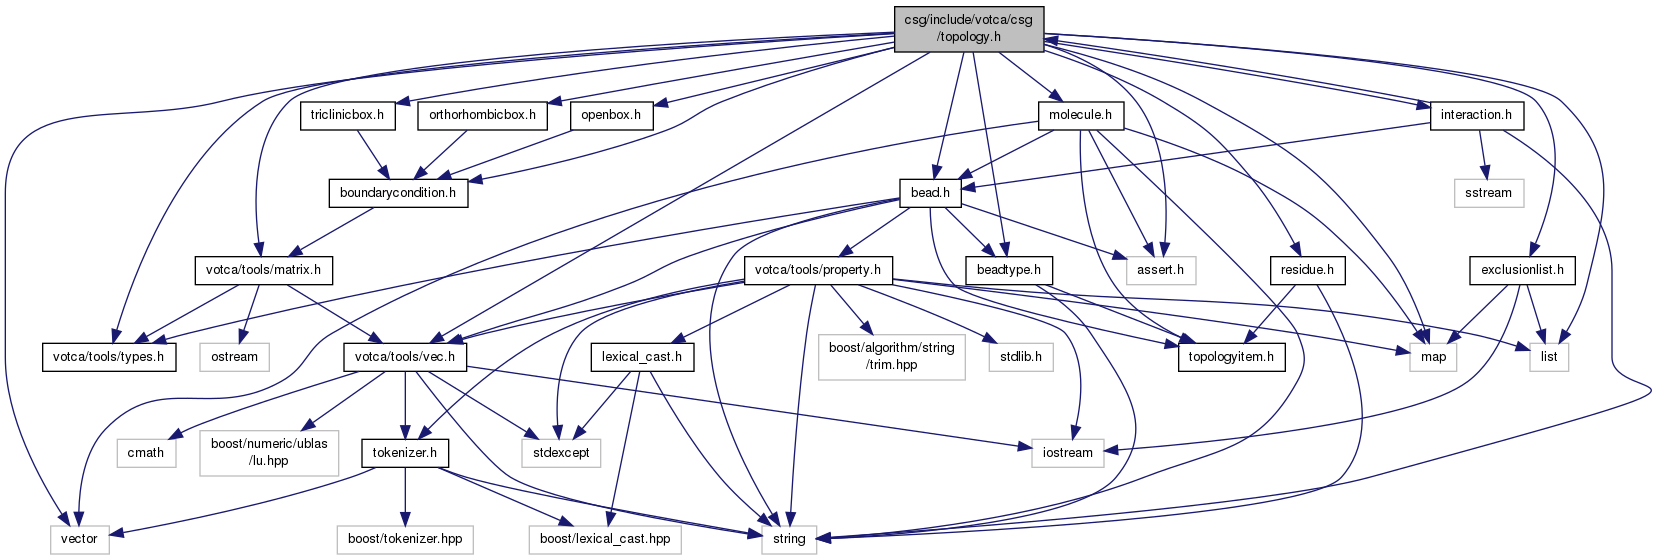 csg/include/votca/csg
/topology.h
triclinicbox.h
orthorhombicbox.h
openbox.h
molecule.h
interaction.h
boundarycondition.h
bead.h
sstream
votca/tools/matrix.h
votca/tools/property.h
beadtype.h
assert.h
residue.h
exclusionlist.h
votca/tools/types.h
ostream
votca/tools/vec.h
lexical_cast.h
boost/algorithm/string
/trim.hpp
stdlib.h
topologyitem.h
map
list
cmath
boost/numeric/ublas
/lu.hpp
tokenizer.h
stdexcept
iostream
vector
boost/tokenizer.hpp
boost/lexical_cast.hpp
string